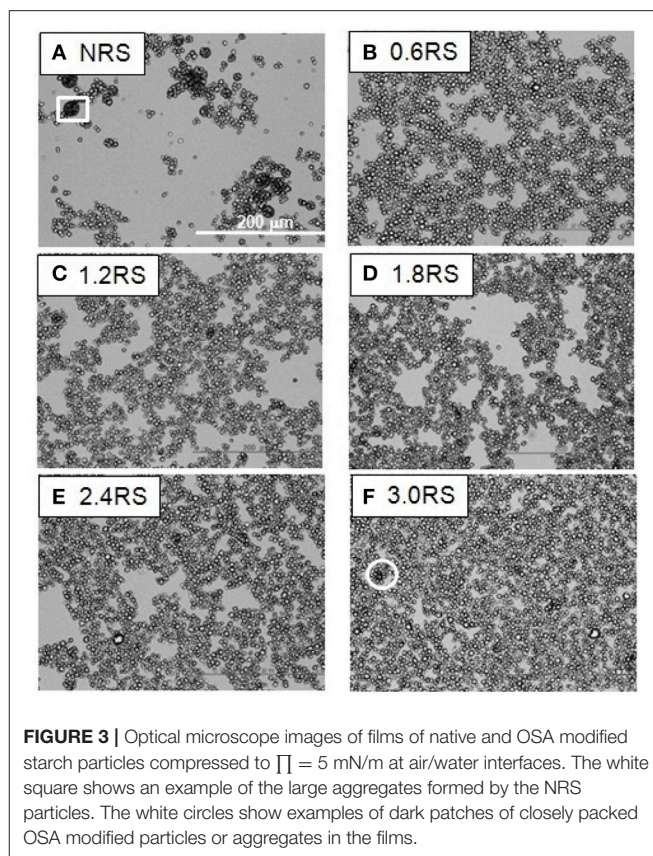 A NRS
B 0.6RS
200 μm
C 1.2RS
D 1.8RS
E 2.4RS
F 3.0RS
FIGURE 3 | Optical microscope images of films of native and OSA modified
starch particles compressed to ∏ = 5 mN/m at air/water interfaces. The white
square shows an example of the large aggregates formed by the NRS
particles. The white circles show examples of dark patches of closely packed
OSA modified particles or aggregates in the films.